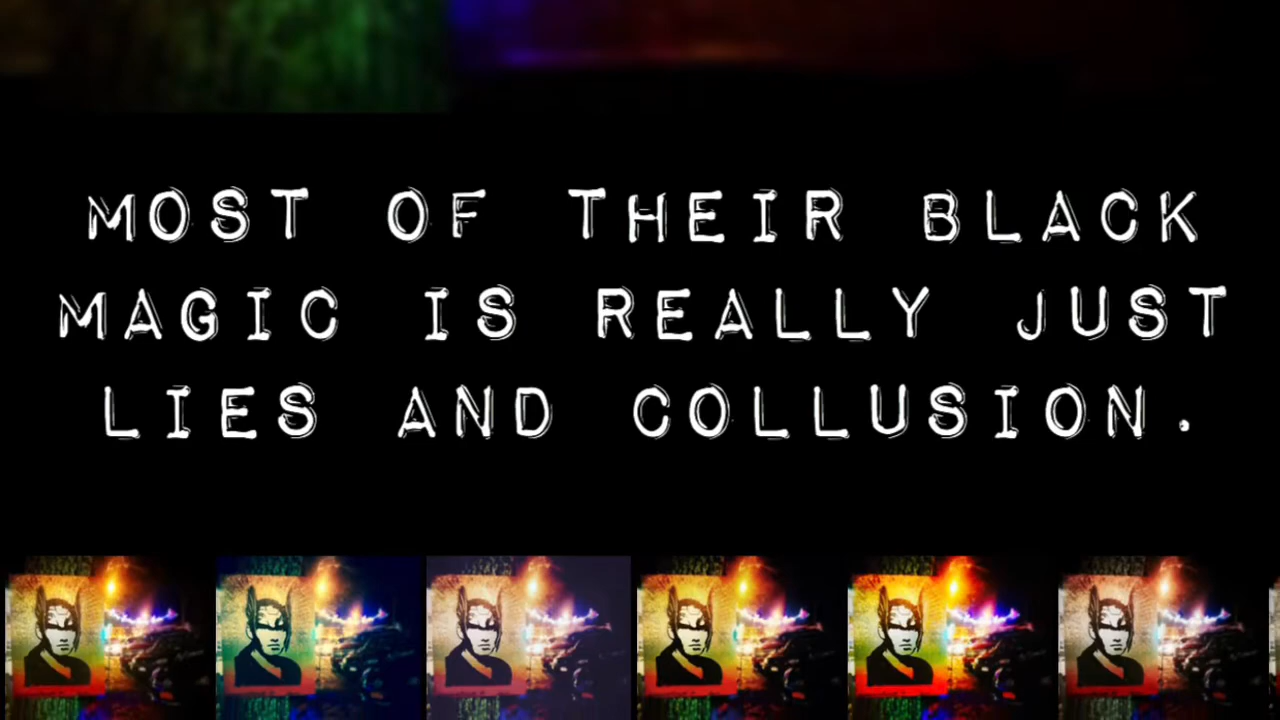 MOST OF THEIR BLACK
MAGIC IS REALLY JUST
LIES AND COLLUSION.